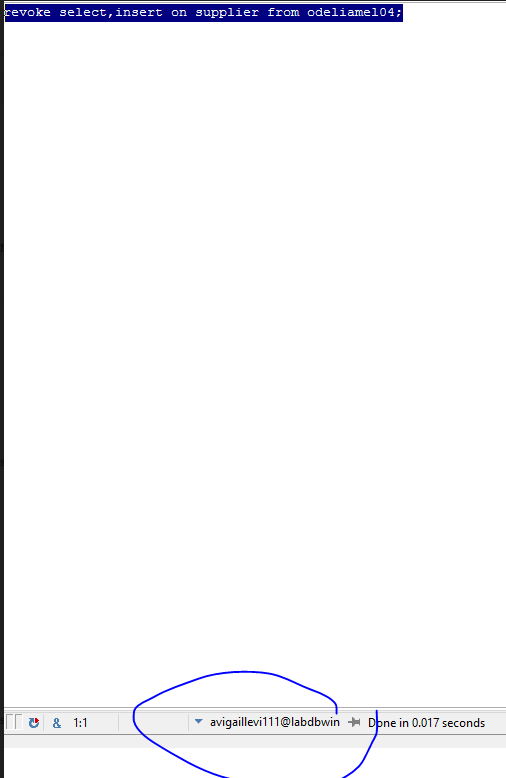 revoke select,insert on supplier from odeliamel04;
& 1:1 avigaillevi111@labdbwin Done in 0.017 seconds